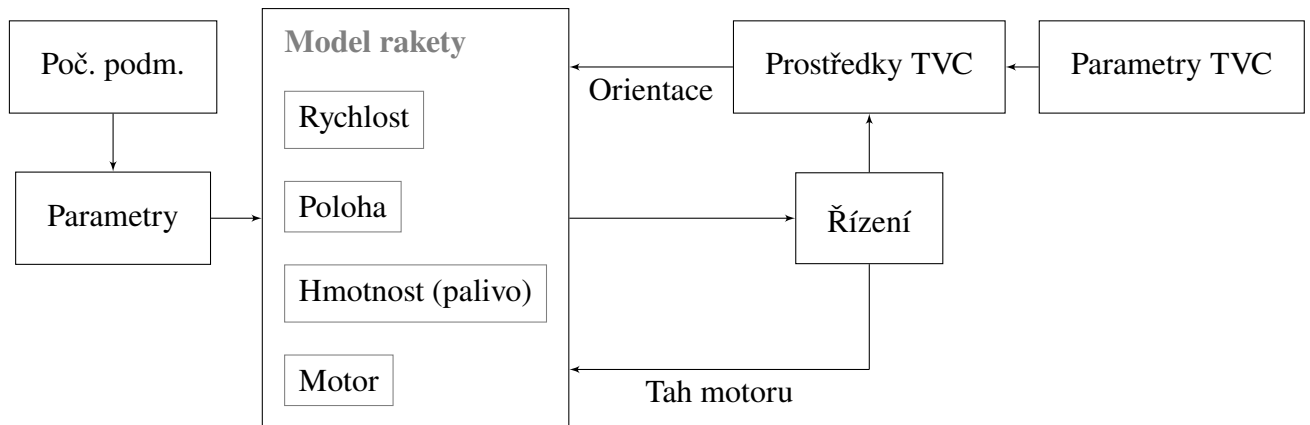 Poč. podm.
Parametry
Model rakety
Rychlost
Poloha
Hmotnost (palivo)
Motor
Orientace
Prostředky TVC
Parametry TVC
Řízení
Tah motoru